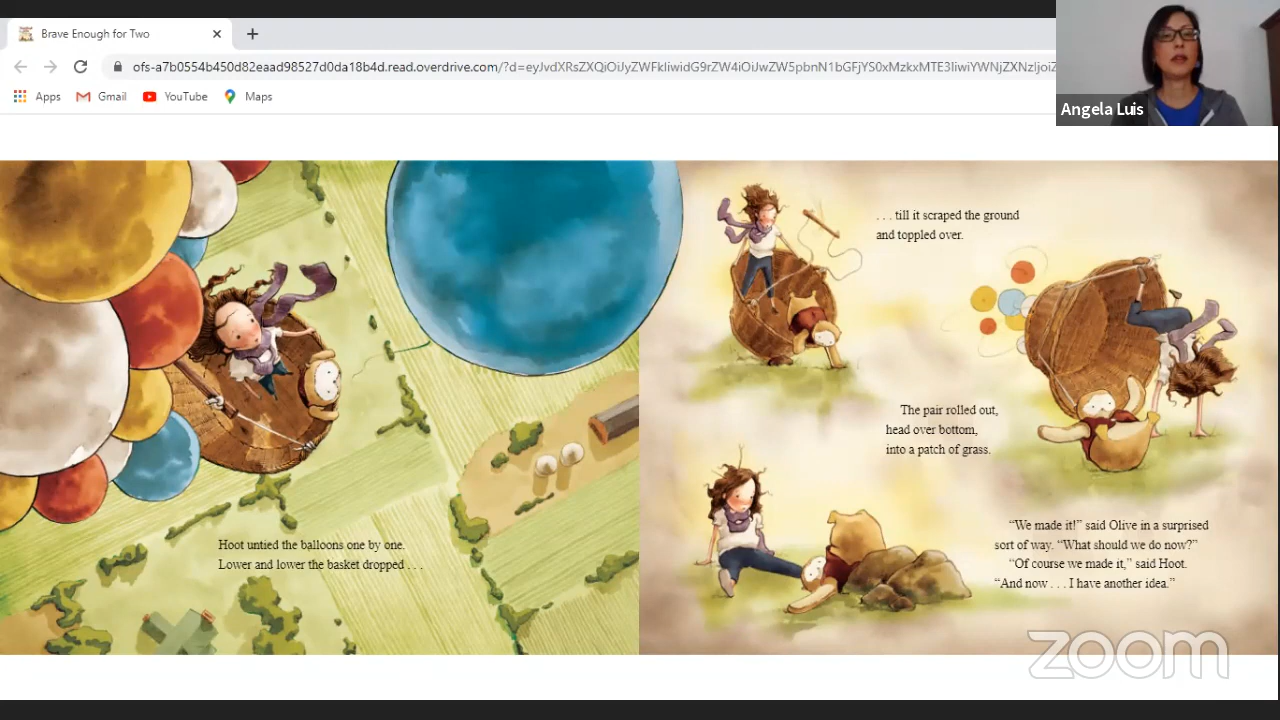 Brave Enough for Two
ofs-a7b0554b450d82eaad98527d0da18b4d.read.overdrive.com/?d=
Apps Gmail YouTube Maps
Angela Luis
Hoot untied the balloons one by one.
Lower and lower the basket dropped . . .
. . . till it scraped the ground
and toppled over.
The pair rolled out,
head over bottom,
into a patch of grass.
“We made it!” said Olive in a surprised
sort of way. “What should we do now?”
“Of course we made it,” said Hoot.
“And now . . . I have another idea.”
zoom